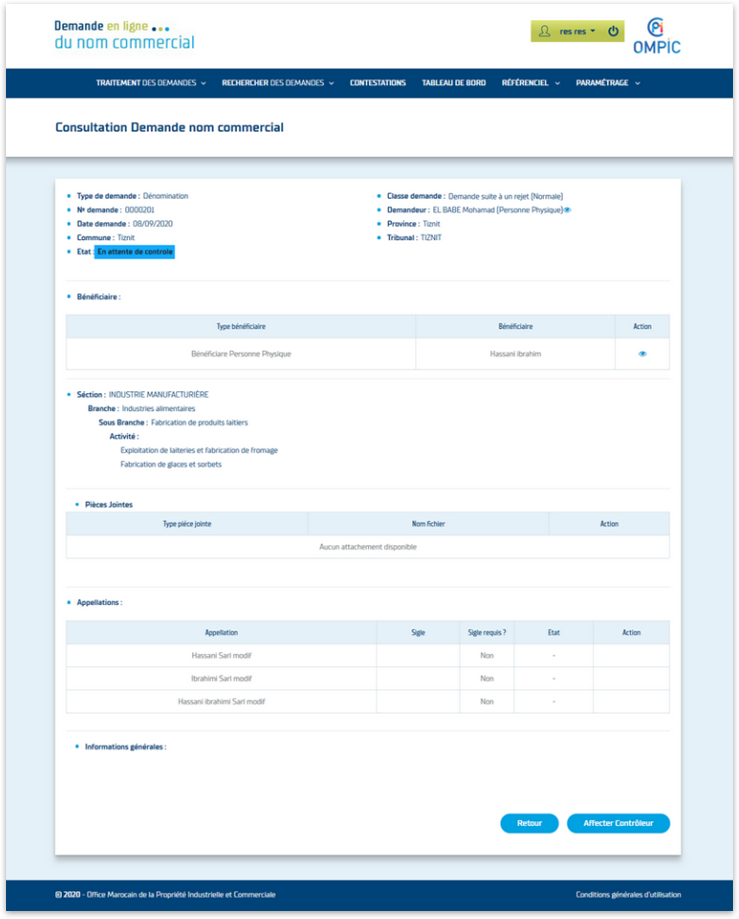 Demande en ligne
du nom commercial
res res
OMPIC
TRAITEMENT DES DEMANDES RECHERCHER DES DEMANDES CONTESTATIONS TABLEAU DE BORD RÉFÉRENCIEL PARAMÉTRAGE
Consultation Demande nom commercial
Type de demande : Dénomination
Classe demande : Demande suite à un rejet (Normale)
N° demande : 0000201
Demandeur : EL BABE Mohamad (Personne Physique)
Date demande : 08/09/2020
Province : Tiznit
Commune : Tiznit
Tribunal : TIZNIT
Etat : En attente de controle
Bénéficiaire :
Type bénéficiaire Bénéficiaire Action
Bénéficiare Personne Physique Hassani ibrahim
Séction : INDUSTRIE MANUFACTURIÈRE
Branche : Industries alimentaires
Sous Branche : Fabrication de produits laitiers
Activité :
Exploitation de laiteries et fabrication de fromage
Fabrication de glaces et sorbets
Pièces Jointes
Type piéce jointe Nom fichier Action
Aucun attachement disponible
Appellations :
Appellation Sigle Sigle requis ? Etat Action
Hassani Sarl modif Non -
Ibrahimi Sarl modif Non -
Hassani ibrahimi Sarl modif Non -
Informations générales :
Retour Affecter Contrôleur
© 2020 - Office Marocain de la Propriété Industrielle et Commerciale Conditions générales d'utilisation